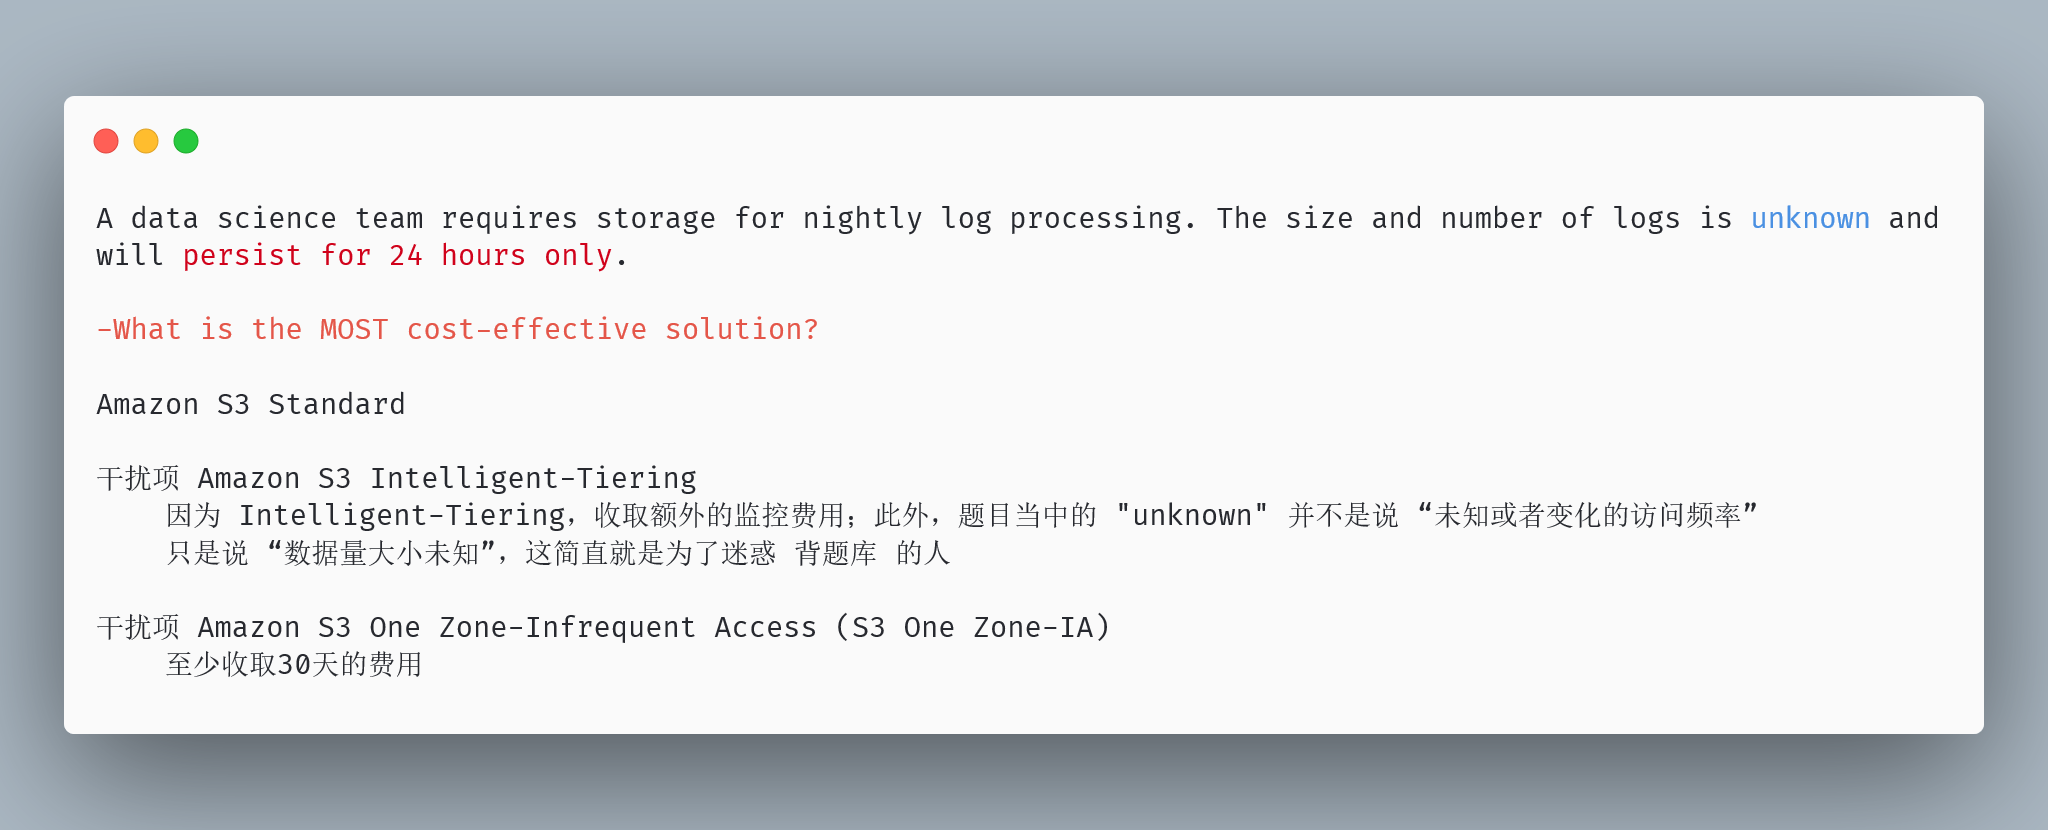 A data science team requires storage for nightly log processing. The size and number of logs is unknown and
will persist for 24 hours only.
-What is the MOST cost-effective solution?
Amazon S3 Standard
干扰项 Amazon S3 Intelligent-Tiering
因为 Intelligent-Tiering，收取额外的监控费用；此外，题目当中的 "unknown" 并不是说 “未知或者变化的访问频率”
只是说 “数据量大小未知”，这简直就是为了迷惑 背题库 的人
干扰项 Amazon S3 One Zone-Infrequent Access (S3 One Zone-IA)
至少收取30天的费用